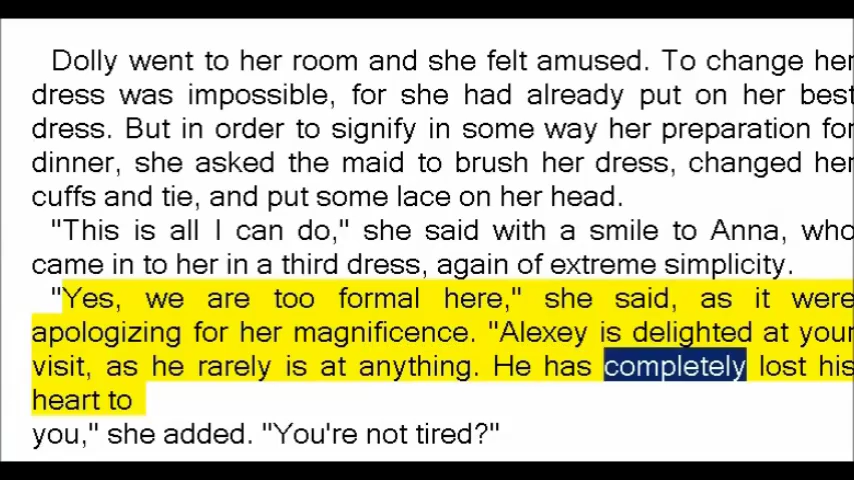 Dolly went to her room and she felt amused. To change her
dress was impossible, for she had already put on her best
dress. But in order to signify in some way her preparation for
dinner, she asked the maid to brush her dress, changed her
cuffs and tie, and put some lace on her head.
"This is all I can do," she said with a smile to Anna, who
came in to her in a third dress, again of extreme simplicity.
"Yes, we are too formal here," she said, as it were
apologizing for her magnificence. "Alexey is delighted at your
visit, as he rarely is at anything. He has completely lost his
heart to
you," she added. "You're not tired?"